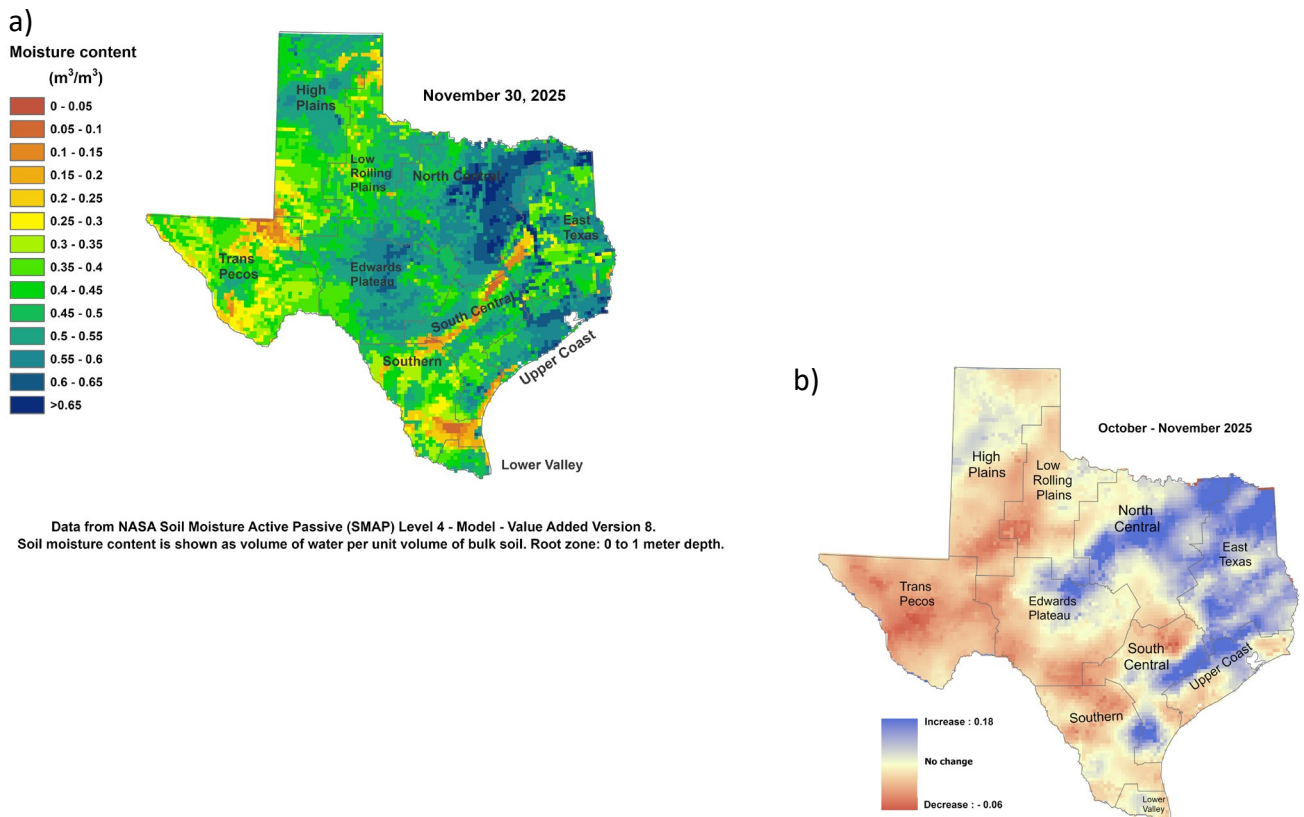 a)
Moisture content
(m³/m³)
0 - 0.05
0.05 - 0.1
0.1 - 0.15
0.15 - 0.2
0.2 - 0.25
0.25 - 0.3
0.3 - 0.35
0.35 - 0.4
0.4 - 0.45
0.45 - 0.5
0.5 - 0.55
0.55 - 0.6
0.6 - 0.65
>0.65
November 30, 2025
High
Plains
Low
Rolling
Plains
North Central
East
Texas
Trans
Pecos
Edwards
Plateau
South Central
Southern
Upper Coast
Lower Valley
Data from NASA Soil Moisture Active Passive (SMAP) Level 4 - Model - Value Added Version 8.
Soil moisture content is shown as volume of water per unit volume of bulk soil. Root zone: 0 to 1 meter depth.
b)
October - November 2025
High
Plains
Low
Rolling
Plains
North
Central
East
Texas
Trans
Pecos
Edwards
Plateau
South
Central
Upper Coast
Southern
Lower
Valley
Increase : 0.18
No change
Decrease : - 0.06